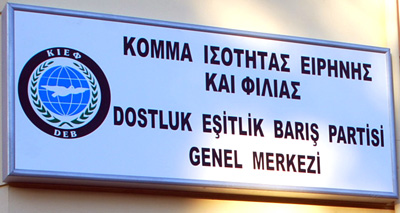 ΚΙΕΦ
DEB
ΚΟΜΜΑ ΙΣΟΤΗΤΑΣ ΕΙΡΗΝΗΣ
ΚΑΙ ΦΙΛΙΑΣ
DOSTLUK EŞİTLİK BARIŞ PARTİSİ
GENEL MERKEZİ